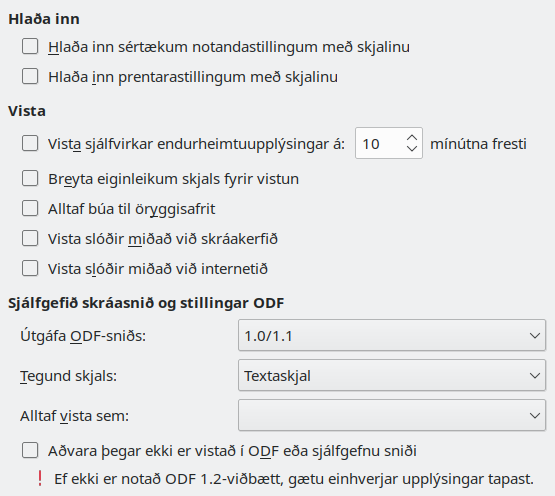 Hlaða inn
Hlaða inn sértækum notandastillingum með skjalinu
Hlaða inn prentarastillingum með skjalinu
Vista
Vista sjálfvirkar endurheimtuupplýsingar á: 10 mínútna fresti
Breyta eiginleikum skjals fyrir vistun
Alltaf búa til öryggisafrit
Vista slóðir miðað við skráakerfið
Vista slóðir miðað við internetið
Sjálfgefið skráasnið og stillingar ODF
Útgáfa ODF-sniðs: 1.0/1.1
Tegund skjals: Textaskjal
Alltaf vista sem:
Aðvara þegar ekki er vistað í ODF eða sjálfgefnu sniði
! Ef ekki er notað ODF 1.2-viðbætt, gætu einhverjar upplýsingar tapast.